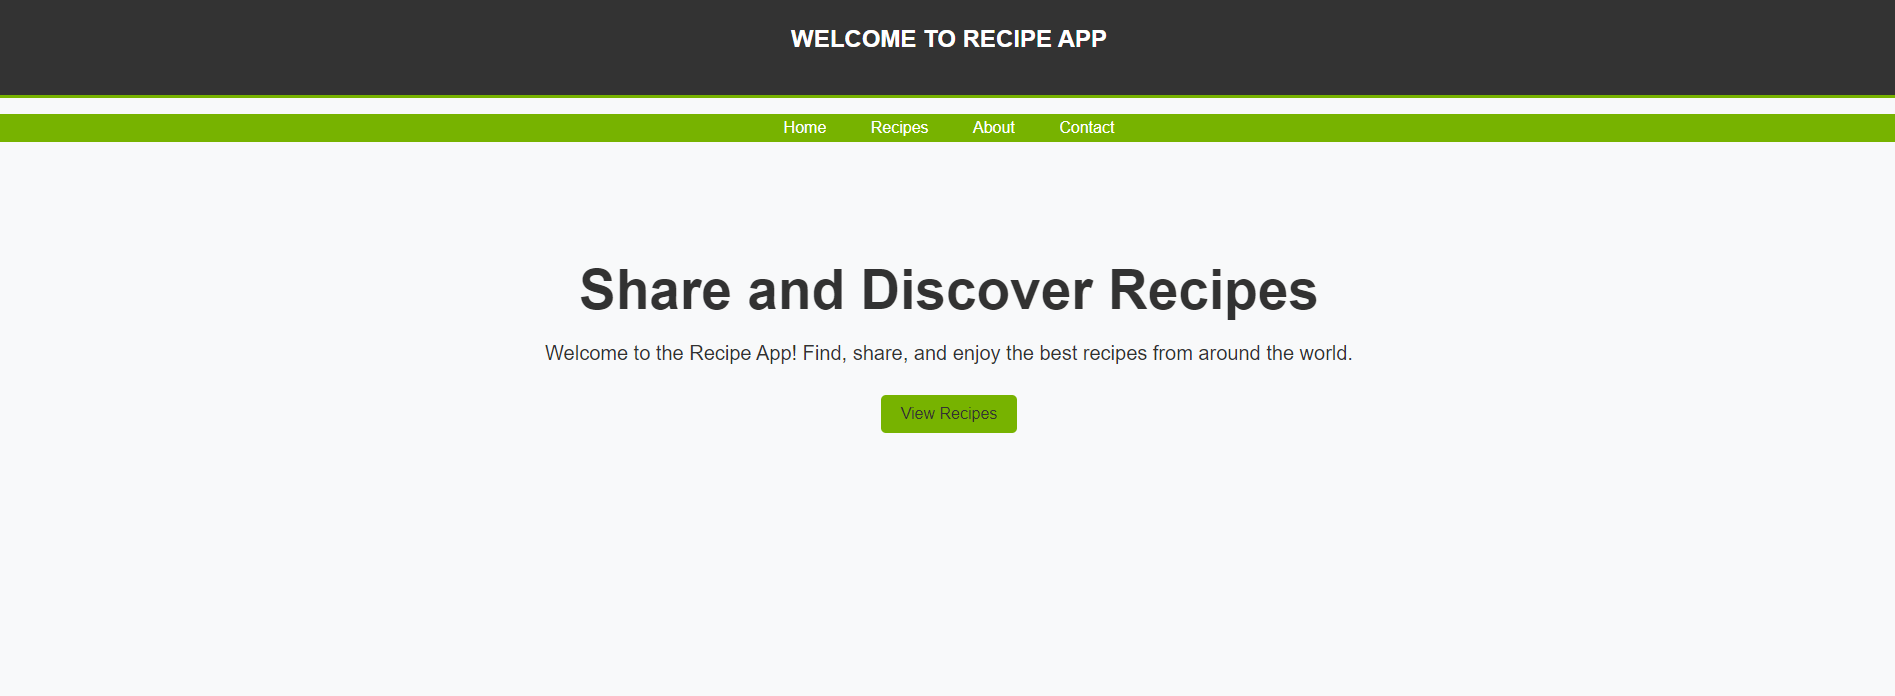 WELCOME TO RECIPE APP
Home Recipes About Contact
Share and Discover Recipes
Welcome to the Recipe App! Find, share, and enjoy the best recipes from around the world.
View Recipes